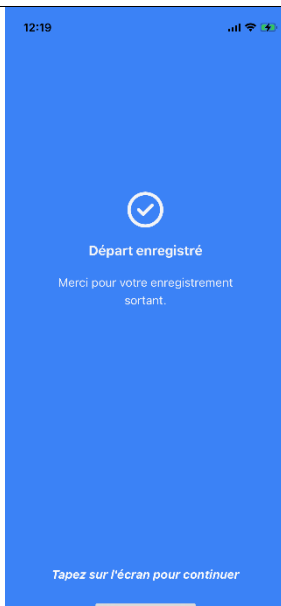 12:19
Départ enregistré
Merci pour votre enregistrement
sortant.
Tapez sur l'écran pour continuer